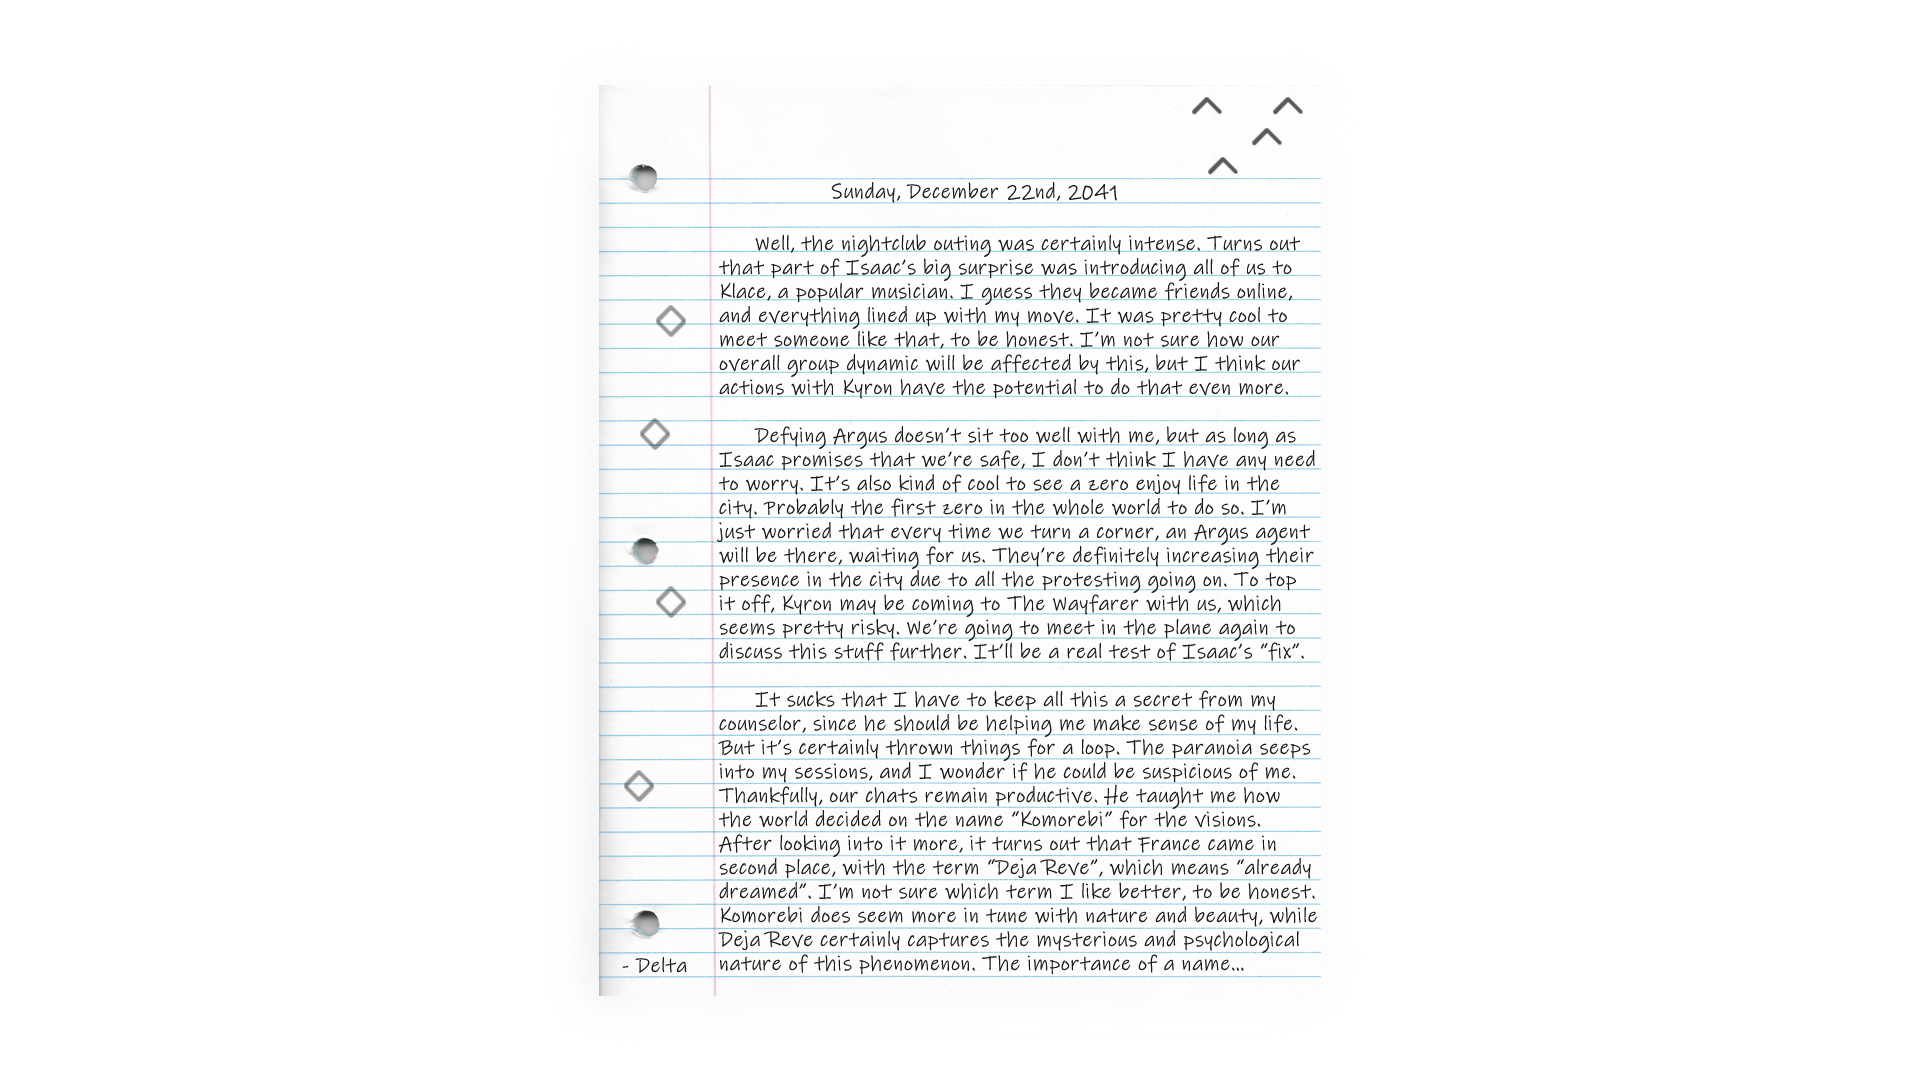 Sunday, December 22nd, 2041
Well, the nightclub outing was certainly intense. Turns out
that part of Isaac's big surprise was introducing all of us to
Klace, a popular musician. I guess they became friends online,
and everything lined up with my move. It was pretty cool to
meet someone like that, to be honest. I'm not sure how our
overall group dynamic will be affected by this, but I think our
actions with Kyron have the potential to do that even more.
Defying Argus doesn't sit too well with me, but as long as
Isaac promises that we're safe, I don't think I have any need
to worry. It's also kind of cool to see a zero enjoy life in the
city. Probably the first zero in the whole world to do so. I'm
just worried that every time we turn a corner, an Argus agent
will be there, waiting for us. They're definitely increasing their
presence in the city due to all the protesting going on. To top
it off, Kyron may be coming to The Wayfarer with us, which
seems pretty risky. We're going to meet in the plane again to
discuss this stuff further. It'll be a real test of Isaac's "fix".
It sucks that I have to keep all this a secret from my
counselor, since he should be helping me make sense of my life.
But it's certainly thrown things for a loop. The paranoia seeps
into my sessions, and I wonder if he could be suspicious of me.
Thankfully, our chats remain productive. He taught me how
the world decided on the name "Komorebi" for the visions.
After looking into it more, it turns out that France came in
second place, with the term "Deja Reve", which means "already
dreamed". I'm not sure which term I like better, to be honest.
Komorebi does seem more in tune with nature and beauty, while
Deja Reve certainly captures the mysterious and psychological
nature of this phenomenon. The importance of a name...
- Delta